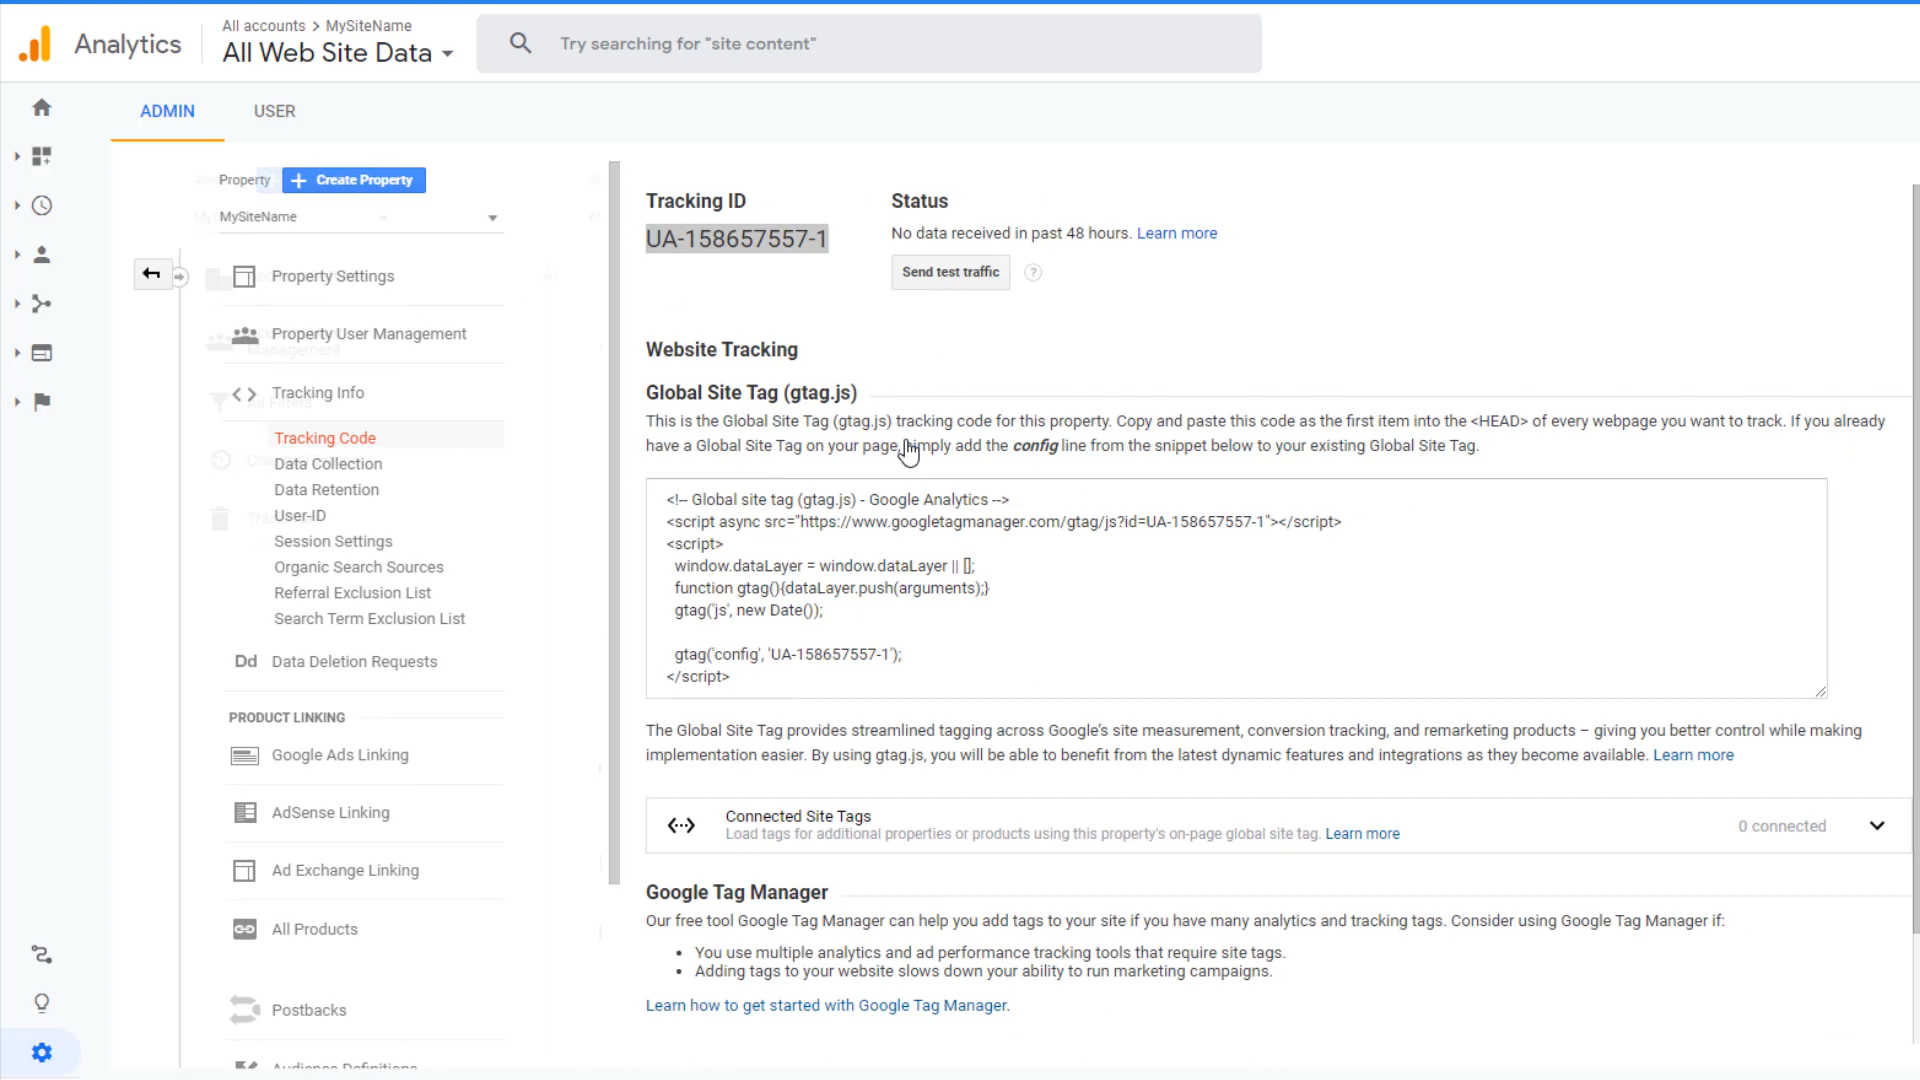 Analytics
All accounts > MySiteName
All Web Site Data
Try searching for "site content"
ADMIN
USER
Property
+ Create Property
MySiteName
Property Settings
Property User Management
Management
Tracking Info
Tracking Code
Data Collection
Data Retention
User-ID
Session Settings
Organic Search Sources
Referral Exclusion List
Search Term Exclusion List
Dd Data Deletion Requests
PRODUCT LINKING
Google Ads Linking
AdSense Linking
Ad Exchange Linking
All Products
Postbacks
Audience Definitions
Tracking ID
UA-158657557-1
Status
No data received in past 48 hours. Learn more
Send test traffic
?
Website Tracking
Global Site Tag (gtag.js)
This is the Global Site Tag (gtag.js) tracking code for this property. Copy and paste this code as the first item into the <HEAD> of every webpage you want to track. If you already
have a Global Site Tag on your page, simply add the config line from the snippet below to your existing Global Site Tag.
<!-- Global site tag (gtag.js) - Google Analytics -->
<script async src="https://www.googletagmanager.com/gtag/js?id=UA-158657557-1"></script>
<script>
window.dataLayer = window.dataLayer || [];
function gtag(){dataLayer.push(arguments);}
gtag('js', new Date());
gtag('config', 'UA-158657557-1');
</script>
The Global Site Tag provides streamlined tagging across Google's site measurement, conversion tracking, and remarketing products – giving you better control while making
implementation easier. By using gtag.js, you will be able to benefit from the latest dynamic features and integrations as they become available. Learn more
Connected Site Tags
Load tags for additional properties or products using this property's on-page global site tag. Learn more
0 connected
Google Tag Manager
Our free tool Google Tag Manager can help you add tags to your site if you have many analytics and tracking tags. Consider using Google Tag Manager if:
• You use multiple analytics and ad performance tracking tools that require site tags.
• Adding tags to your website slows down your ability to run marketing campaigns.
Learn how to get started with Google Tag Manager.